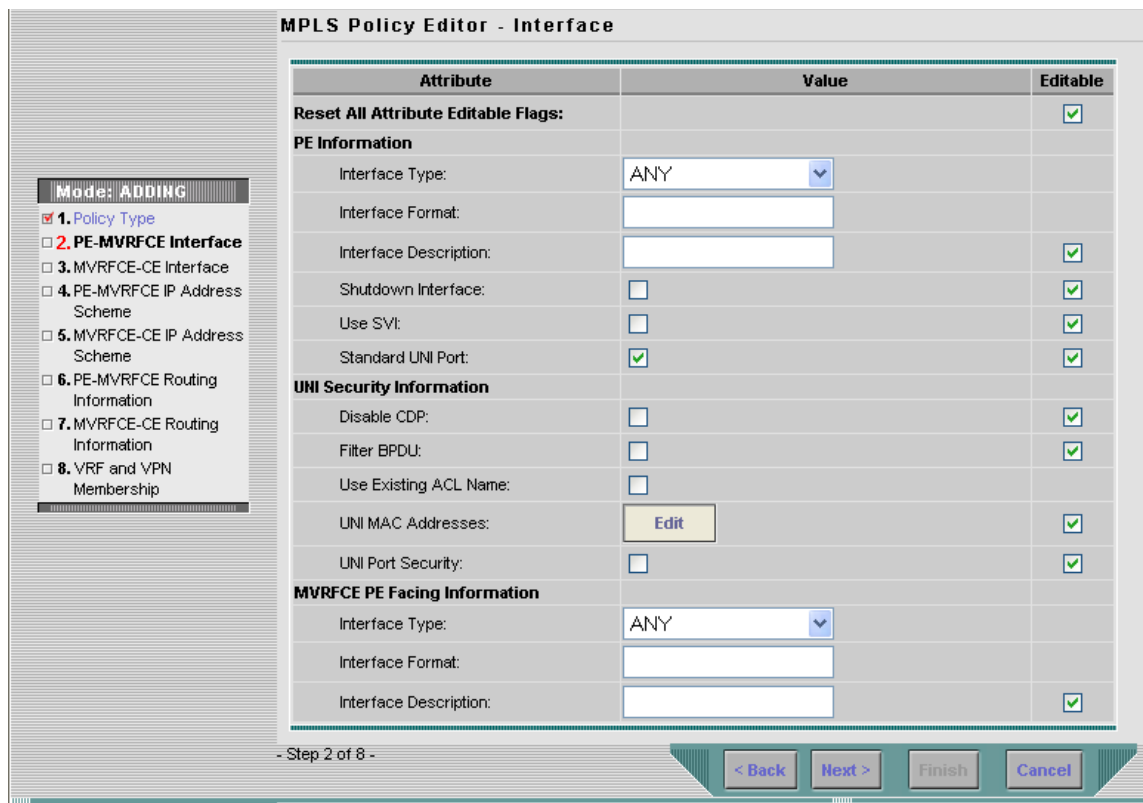 MPLS Policy Editor - Interface
Mode: ADDING
1. Policy Type
2. PE-MVRFCE Interface
3. MVRFCE-CE Interface
4. PE-MVRFCE IP Address
Scheme
5. MVRFCE-CE IP Address
Scheme
6. PE-MVRFCE Routing
Information
7. MVRFCE-CE Routing
Information
8. VRF and VPN
Membership
Attribute Value Editable
Reset All Attribute Editable Flags:
PE Information
Interface Type: ANY
Interface Format:
Interface Description:
Shutdown Interface:
Use SVI:
Standard UNI Port:
UNI Security Information
Disable CDP:
Filter BPDU:
Use Existing ACL Name:
UNI MAC Addresses: Edit
UNI Port Security:
MVRFCE PE Facing Information
Interface Type: ANY
Interface Format:
Interface Description:
- Step 2 of 8 -
< Back Next > Finish Cancel